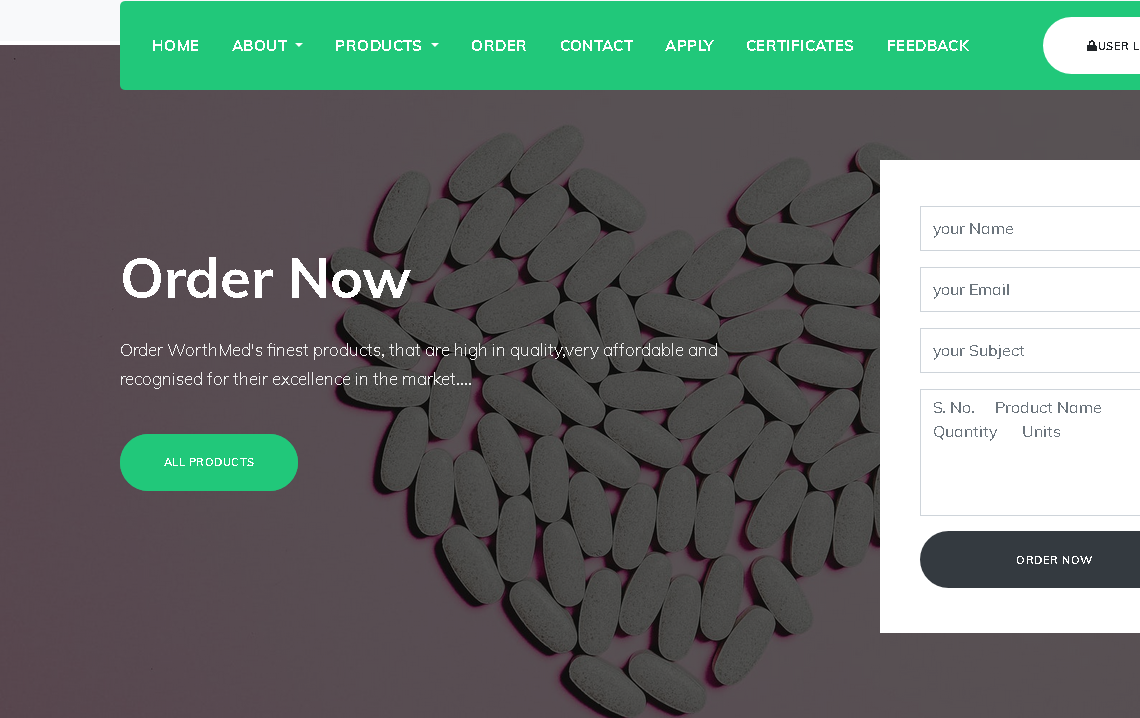 HOME ABOUT PRODUCTS ORDER CONTACT APPLY CERTIFICATES FEEDBACK USER L
Order Now
Order WorthMed's finest products, that are high in quality,very affordable and
recognised for their excellence in the market....
ALL PRODUCTS
your Name
your Email
your Subject
S. No. Product Name
Quantity Units
ORDER NOW